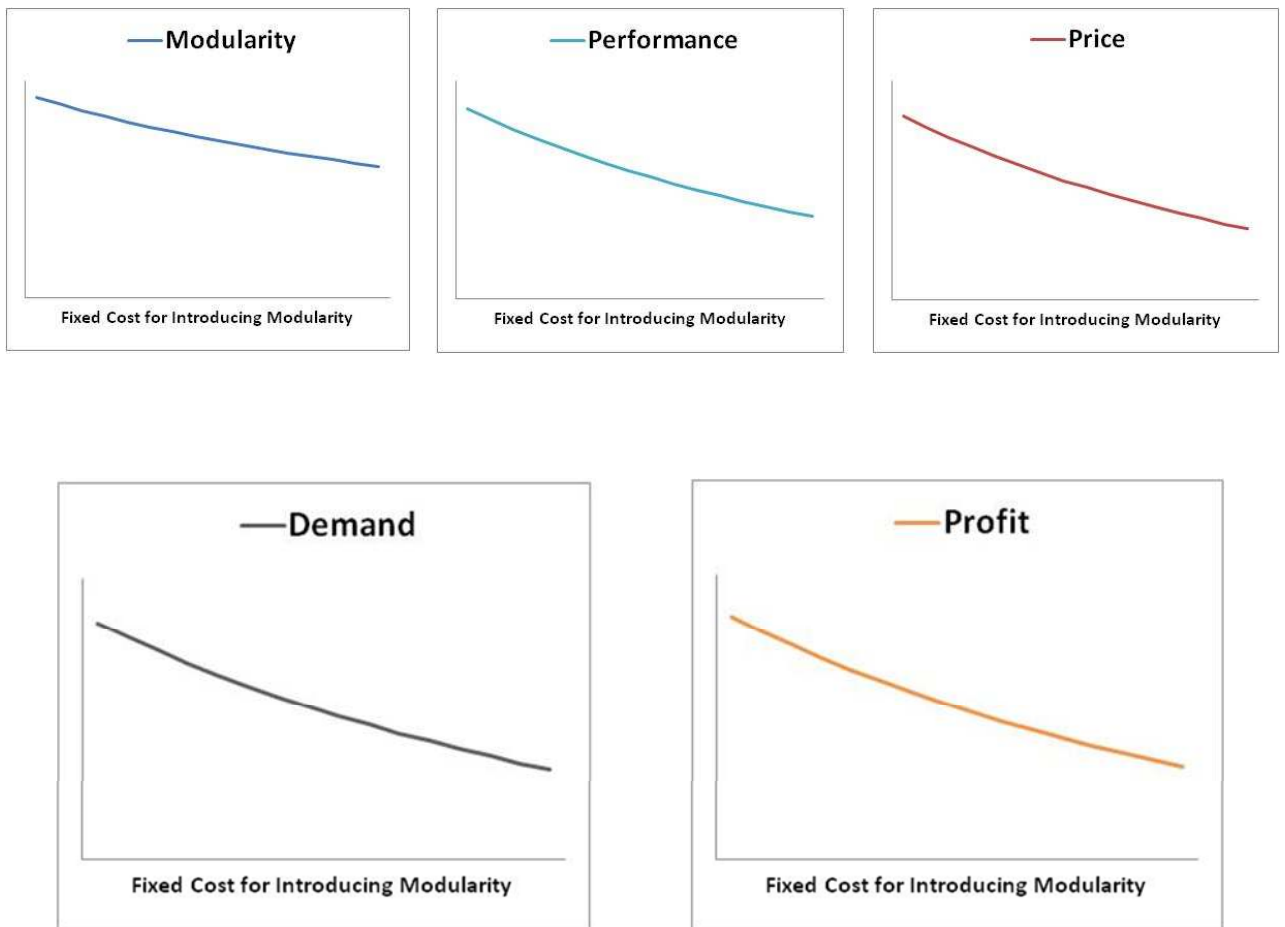 Modularity
Fixed Cost for Introducing Modularity
Performance
Fixed Cost for Introducing Modularity
Price
Fixed Cost for Introducing Modularity
Demand
Fixed Cost for Introducing Modularity
Profit
Fixed Cost for Introducing Modularity